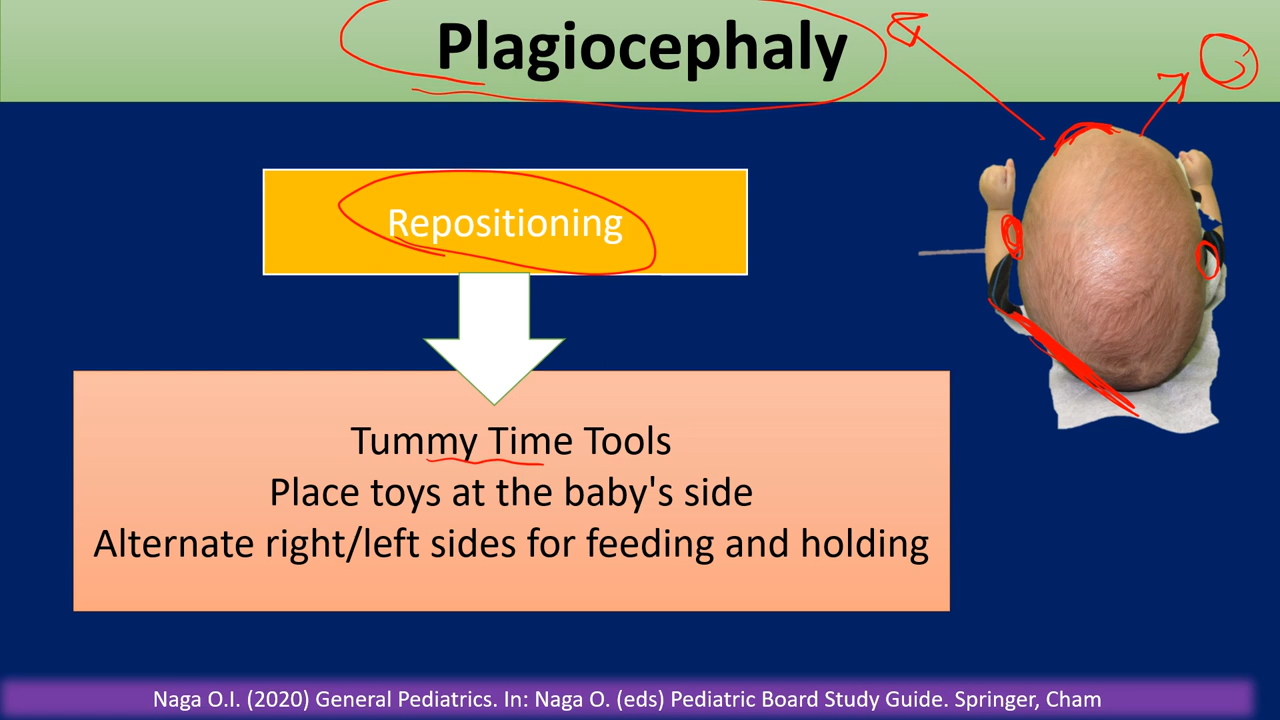 Plagiocephaly
Repositioning
Tummy Time Tools
Place toys at the baby's side
Alternate right/left sides for feeding and holding
Naga O.I. (2020) General Pediatrics. In: Naga O. (eds) Pediatric Board Study Guide. Springer, Cham